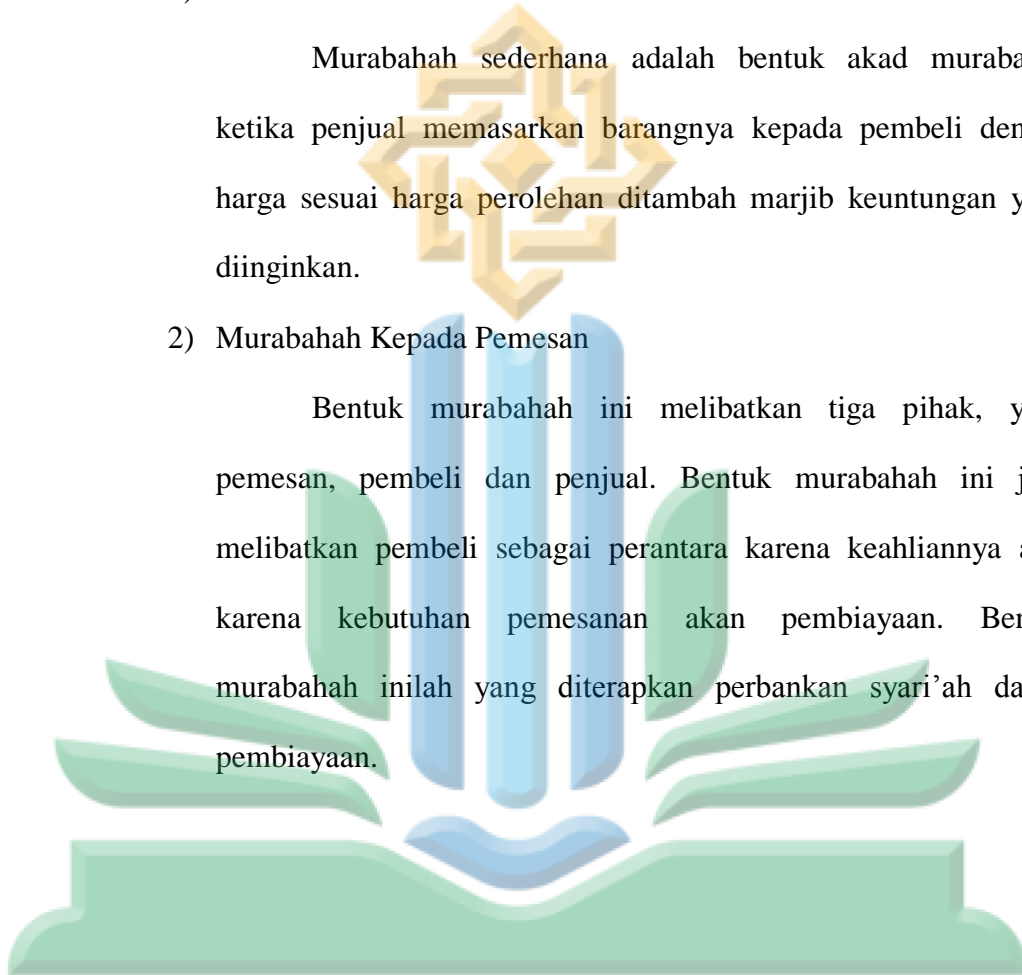 Murabahah sederhana adalah bentuk akad muraba
ketika penjual memasarkan barangnya kepada pembeli den
harga sesuai harga perolehan ditambah marjib keuntungan y
diinginkan.
2) Murabahah Kepada Pemesan
Bentuk murabahah ini melibatkan tiga pihak, y
pemesan, pembeli dan penjual. Bentuk murabahah ini j
melibatkan pembeli sebagai perantara karena keahliannya a
karena kebutuhan pemesanan akan pembiayaan. Ben
murabahah inilah yang diterapkan perbankan syari’ah da
pembiayaan.